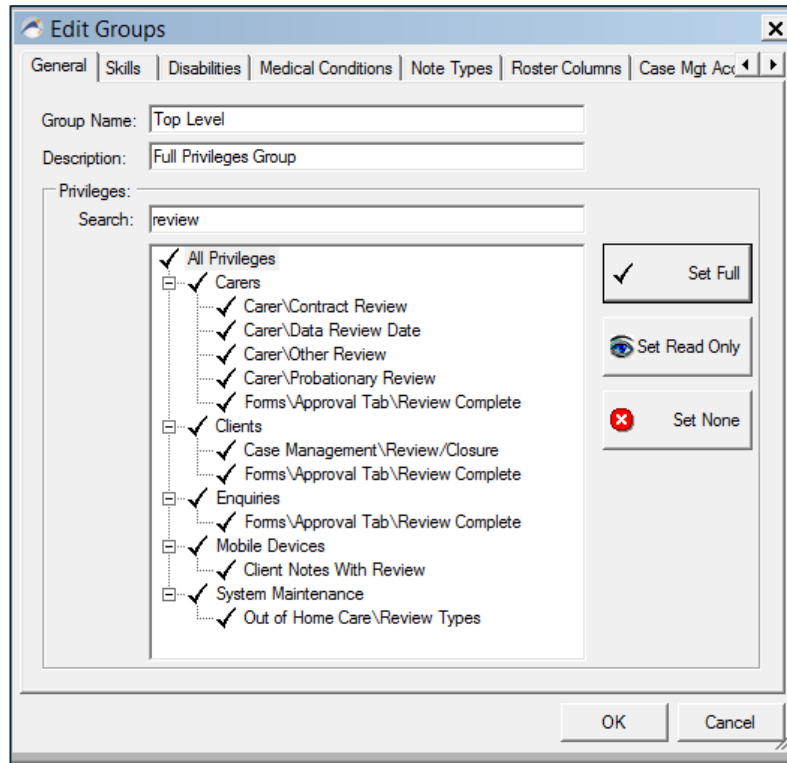 Edit Groups
General Skills Disabilities Medical Conditions Note Types Roster Columns Case Mgt
Group Name: Top Level
Description: Full Privileges Group
Privileges:
Search: review
All Privileges
Carers
Carer\Contract Review
Carer\Data Review Date
Carer\Other Review
Carer\Probationary Review
Forms\Approval Tab\Review Complete
Clients
Case Management\Review/Closure
Forms\Approval Tab\Review Complete
Enquiries
Forms\Approval Tab\Review Complete
Mobile Devices
Client Notes With Review
System Maintenance
Out of Home Care\Review Types
Set Full
Set Read Only
Set None
OK Cancel